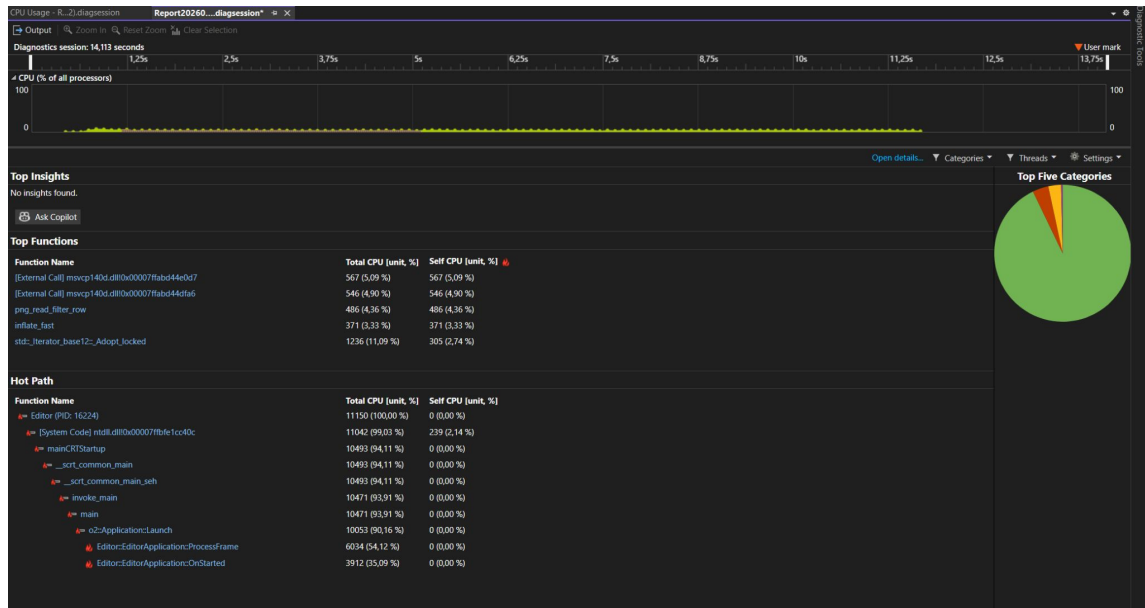 CPU Usage - R...2).diagsession Report20260....diagsession*
Output Zoom In Reset Zoom Clear Selection
Diagnostics session: 14,113 seconds
User mark
1,25s 2,5s 3,75s 5s 6,25s 7,5s 8,75s 10s 11,25s 12,5s 13,75s
CPU (% of all processors)
100 100
0 0
Open details... Categories Threads Settings
Top Insights
No insights found.
Ask Copilot
Top Functions
Function Name Total CPU [unit, %] Self CPU [unit, %]
[External Call] msvcp140d.dll!0x00007ffabd44e0d7 567 (5,09 %) 567 (5,09 %)
[External Call] msvcp140d.dll!0x00007ffabd44dfa6 546 (4,90 %) 546 (4,90 %)
png_read_filter_row 486 (4,36 %) 486 (4,36 %)
inflate_fast 371 (3,33 %) 371 (3,33 %)
std::_Iterator_base12::_Adopt_locked 1236 (11,09 %) 305 (2,74 %)
Hot Path
Function Name Total CPU [unit, %] Self CPU [unit, %]
Editor (PID: 16224) 11150 (100,00 %) 0 (0,00 %)
[System Code] ntdll.dll!0x00007ffbfe1cc40c 11042 (99,03 %) 239 (2,14 %)
mainCRTStartup 10493 (94,11 %) 0 (0,00 %)
__scrt_common_main 10493 (94,11 %) 0 (0,00 %)
__scrt_common_main_seh 10493 (94,11 %) 0 (0,00 %)
invoke_main 10471 (93,91 %) 0 (0,00 %)
main 10471 (93,91 %) 0 (0,00 %)
o2::Application::Launch 10053 (90,16 %) 0 (0,00 %)
Editor::EditorApplication::ProcessFrame 6034 (54,12 %) 0 (0,00 %)
Editor::EditorApplication::OnStarted 3912 (35,09 %) 0 (0,00 %)
Top Five Categories
Diagnostic Tools